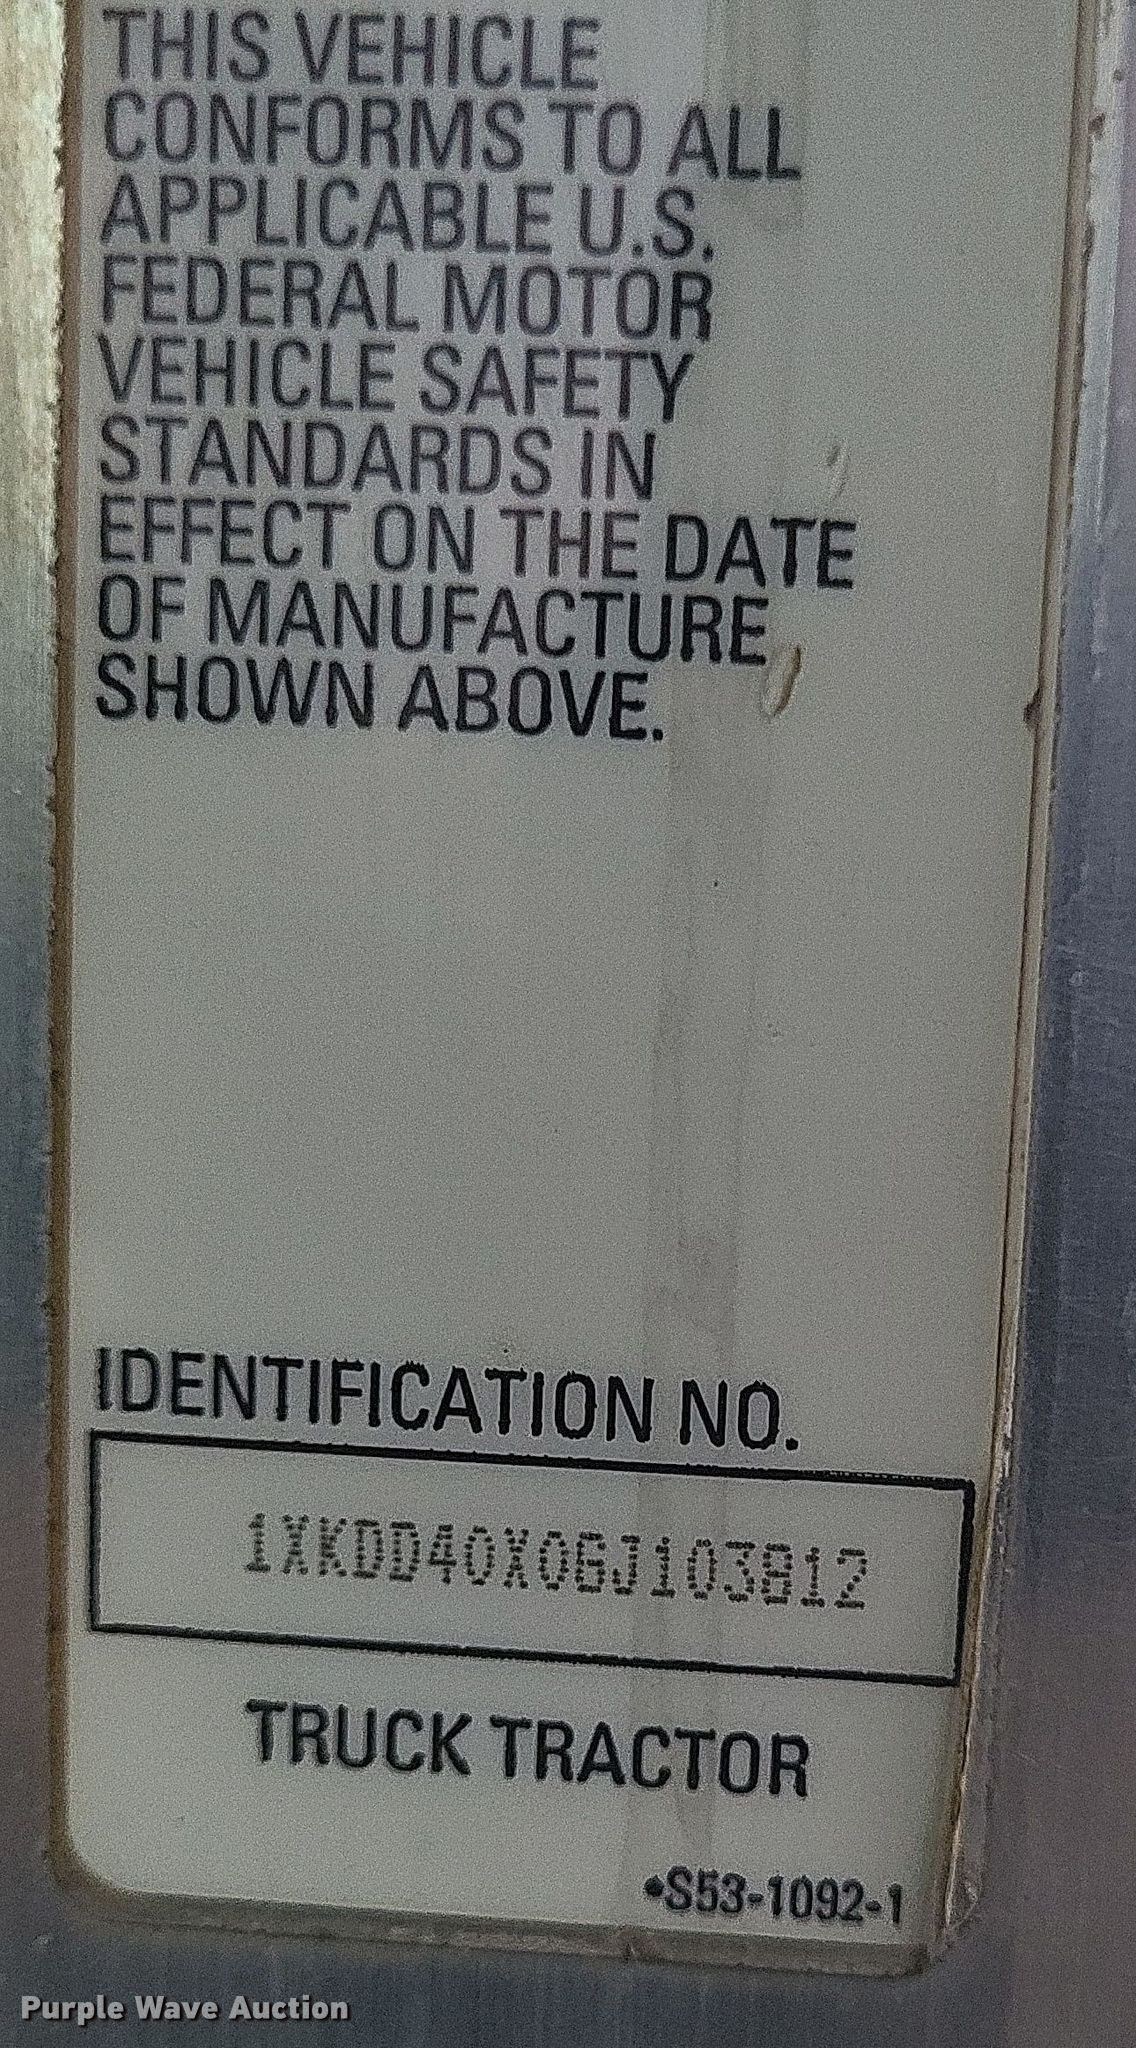 THIS VEHICLE
CONFORMS TO ALL
APPLICABLE U.S.
FEDERAL MOTOR
VEHICLE SAFETY
STANDARDS IN
EFFECT ON THE DATE
OF MANUFACTURE
SHOWN ABOVE.
IDENTIFICATION NO.
1XKDD40X0GJ103812
TRUCK TRACTOR
•S53-1092-1
Purple Wave Auction